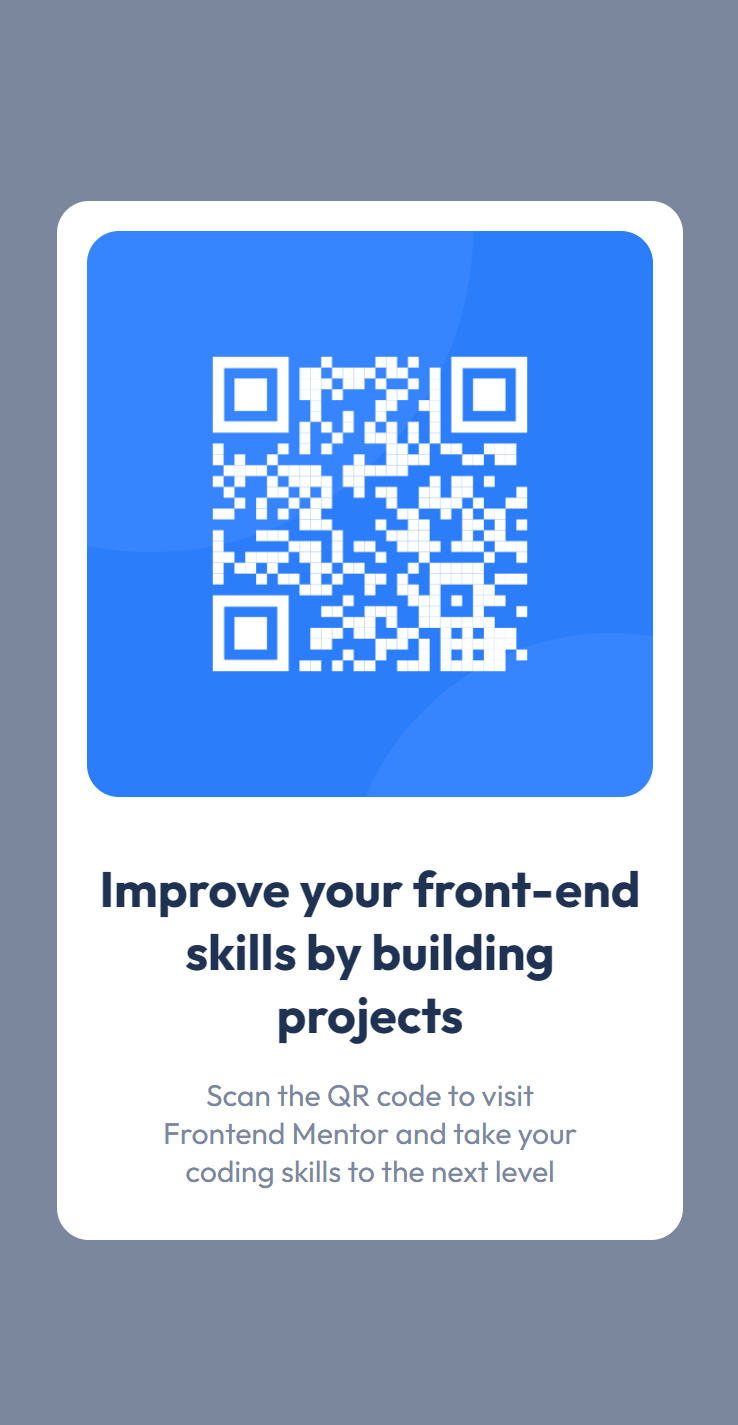 Improve your front-end
skills by building
projects
Scan the QR code to visit
Frontend Mentor and take your
coding skills to the next level